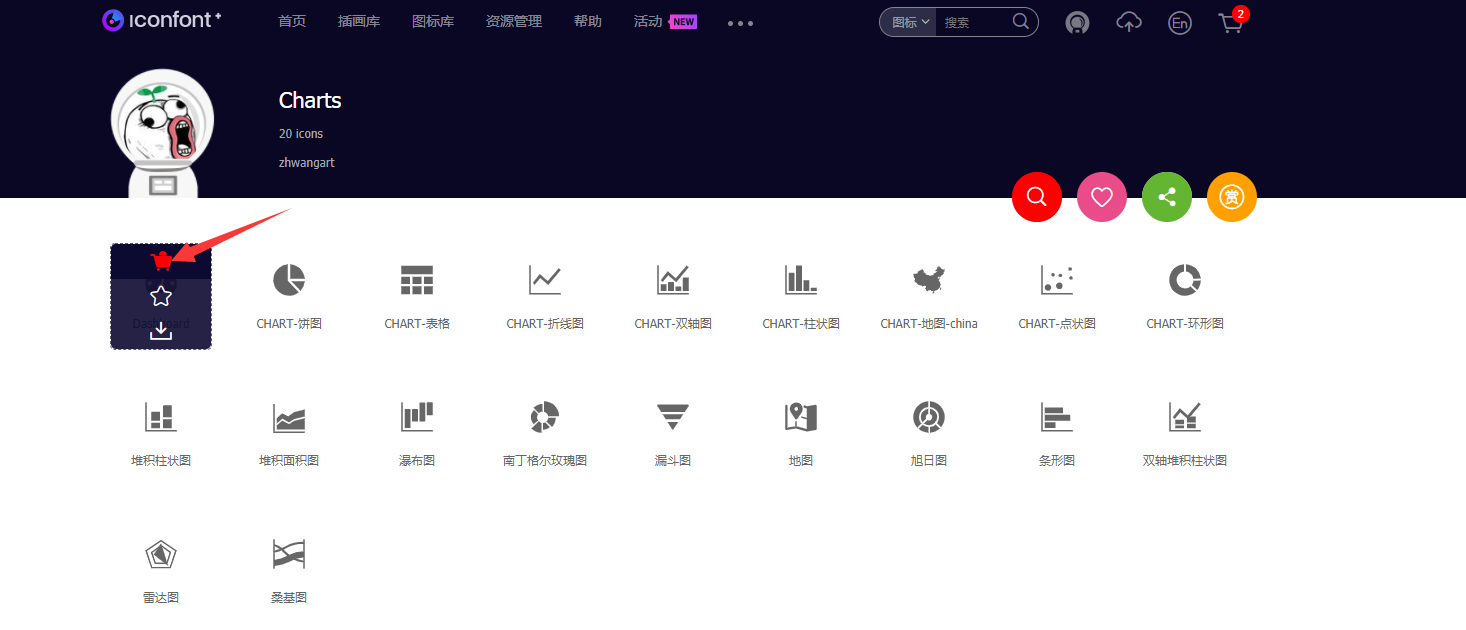 iconfont+
首页
插画库
图标库
资源管理
帮助
活动 NEW
图标
搜索
En
2
Charts
20 icons
zhwangart
赏
Dashboard
CHART-饼图
CHART-表格
CHART-折线图
CHART-双轴图
CHART-柱状图
CHART-地图-china
CHART-点状图
CHART-环形图
堆积柱状图
堆积面积图
瀑布图
南丁格尔玫瑰图
漏斗图
地图
旭日图
条形图
双轴堆积柱状图
雷达图
桑基图